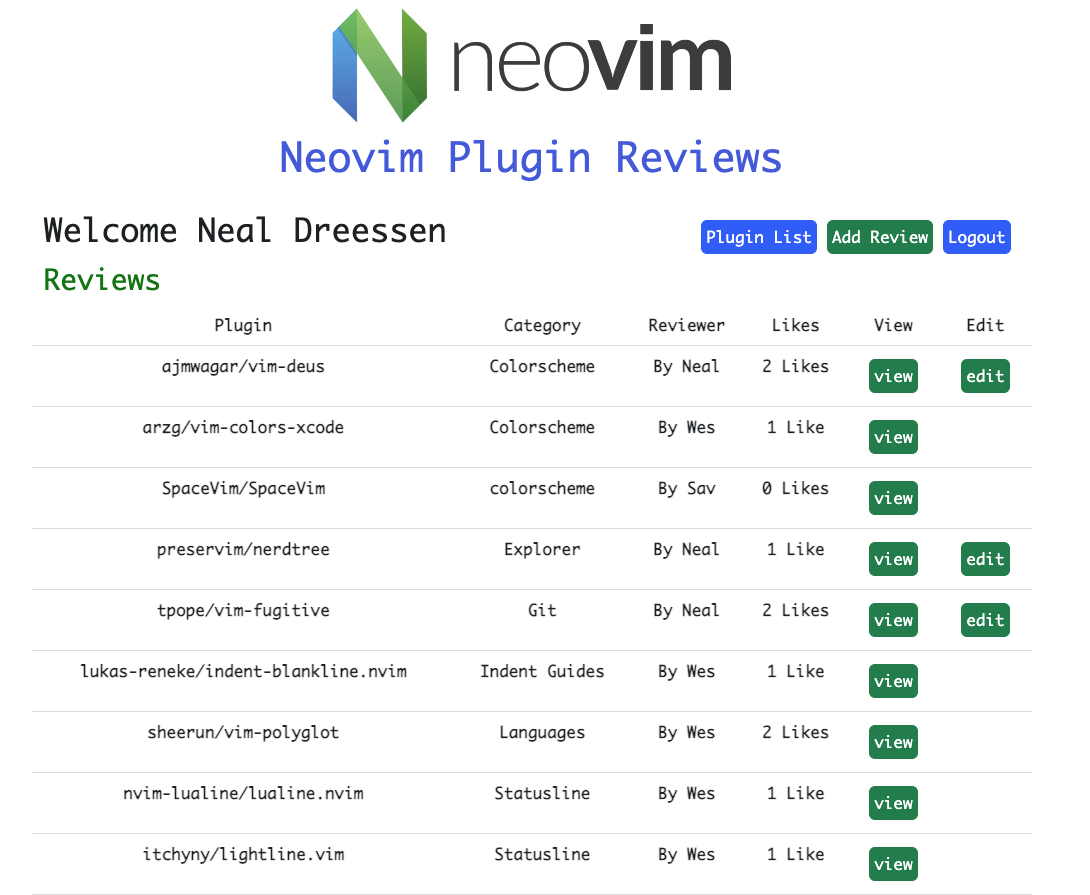 neovim
Neovim Plugin Reviews
Welcome Neal Dreessen Plugin List Add Review Logout
Reviews
Plugin Category Reviewer Likes View Edit
ajmwagar/vim-deus Colorscheme By Neal 2 Likes view edit
arzg/vim-colors-xcode Colorscheme By Wes 1 Like view
SpaceVim/SpaceVim colorscheme By Sav 0 Likes view
preservim/nerdtree Explorer By Neal 1 Like view edit
tpope/vim-fugitive Git By Neal 2 Likes view edit
lukas-reneke/indent-blankline.nvim Indent Guides By Wes 1 Like view
sheerun/vim-polyglot Languages By Wes 2 Likes view
nvim-lualine/lualine.nvim Statusline By Wes 1 Like view
itchyny/lightline.vim Statusline By Wes 1 Like view